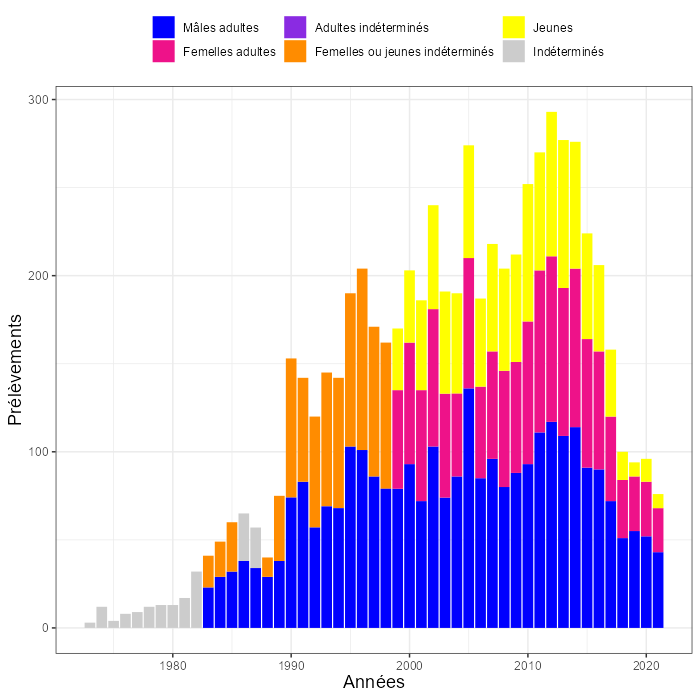 Mâles adultes Adultes indéterminés Jeunes
Femelles adultes Femelles ou jeunes indéterminés Indéterminés
300
200
100
0
Prélèvements
1980 1990 2000 2010 2020
Années